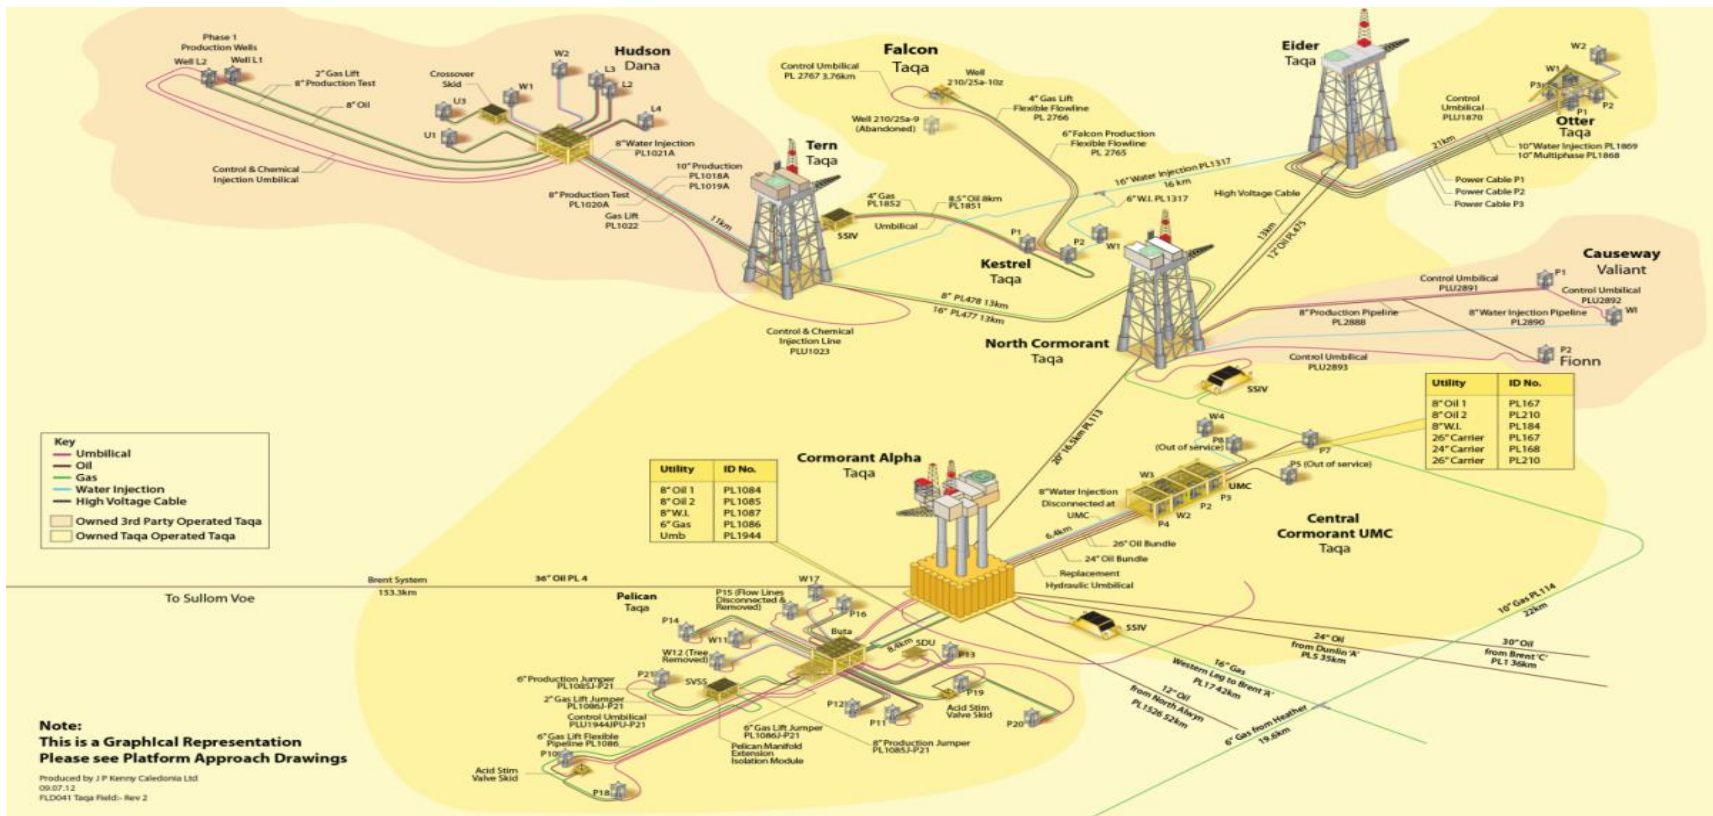 Phase 1
Production Wells
Well L2
Well L1
2" Gas Lift
8" Production Test
8" Oil
Control & Chemical
Injection Umbilical
Crossover
Skid
U3
U1
W1
W2
L3
L2
L4
Hudson
Dana
8" Water Injection
PL1021A
10" Production
PL1018A
PL1019A
8" Production Test
PL1020A
Gas Lift
PL1022
11km
Tern
Taqa
SSIV
Falcon
Taqa
Control Umbilical
PL 2767 3.76km
Well
210/25a-10z
Well 210/25a-9
(Abandoned)
4" Gas Lift
Flexible Flowline
PL 2766
6" Falcon Production
Flexible Flowline
PL 2765
16" Water Injection PL1317
16 km
6" W.I. PL1317
4" Gas
PL1852
8.5" Oil 8km
PL1851
Umbilical
P1
P2
W1
Kestrel
Taqa
8" PL478 13km
16" PL477 13km
Control & Chemical
Injection Line
PLU1023
Eider
Taqa
High Voltage Cable
13km
12" Oil PL475
Control
Umbilical
PLU1870
21km
W2
W1
P3
P1
P2
Otter
Taqa
10" Water Injection PL1869
10" Multiphase PL1868
Power Cable P1
Power Cable P2
Power Cable P3
North Cormorant
Taqa
Causeway
Valiant
Control Umbilical
PLU2891
P1
Control Umbilical
PLU2892
WI
8" Production Pipeline
PL2888
8" Water Injection Pipeline
PL2890
P2
Fionn
Control Umbilical
PLU2893
SSIV
Utility ID No.
8" Oil 1 PL167
8" Oil 2 PL210
8" W.I. PL184
26" Carrier PL167
24" Carrier PL168
26" Carrier PL210
20" 16.5km PL113
W4
P8
(Out of service)
P7
P5 (Out of service)
W3
UMC
P3
P2
W2
P4
8" Water Injection
Disconnected at
UMC
6.4km
26" Oil Bundle
24" Oil Bundle
Replacement
Hydraulic Umbilical
Central
Cormorant UMC
Taqa
Key
Umbilical
Oil
Gas
Water Injection
High Voltage Cable
Owned 3rd Party Operated Taqa
Owned Taqa Operated Taqa
Utility ID No.
8" Oil 1 PL1084
8" Oil 2 PL1085
8" W.I. PL1087
6" Gas PL1086
Umb PL1944
Cormorant Alpha
Taqa
Brent System
153.3km
36" Oil PL 4
To Sullom Voe
Pelican
Taqa
P14
W11
W12 (Tree
Removed)
P15 (Flow Lines
Disconnected &
Removed)
W17
P16
Buta
8.4km
SDU
P13
P19
Acid Stim
Valve Skid
P20
P11
P12
P21
SVSS
6" Production Jumper
PL1085J-P21
2" Gas Lift Jumper
PL1086J-P21
Control Umbilical
PLU1944JPU-P21
6" Gas Lift Flexible
Pipeline PL1086
P10
Acid Stim
Valve Skid
P18
6" Gas Lift Jumper
PL1086J-P21
Pelican Manifold
Extension
Isolation Module
8" Production Jumper
PL1085J-P21
SSIV
16" Gas
Western Leg to Brent 'A'
PL17 42km
12" Oil
from North Alwyn
PL1526 52km
24" Oil
from Dunlin 'A'
PL5 35km
30" Oil
from Brent 'C'
PL1 36km
10" Gas PL114
22km
6" Gas from Heather
19.6km
Note:
This is a Graphical Representation
Please see Platform Approach Drawings
Produced by J P Kenny Caledonia Ltd
09.07.12
FLD041 Taqa Field:- Rev 2